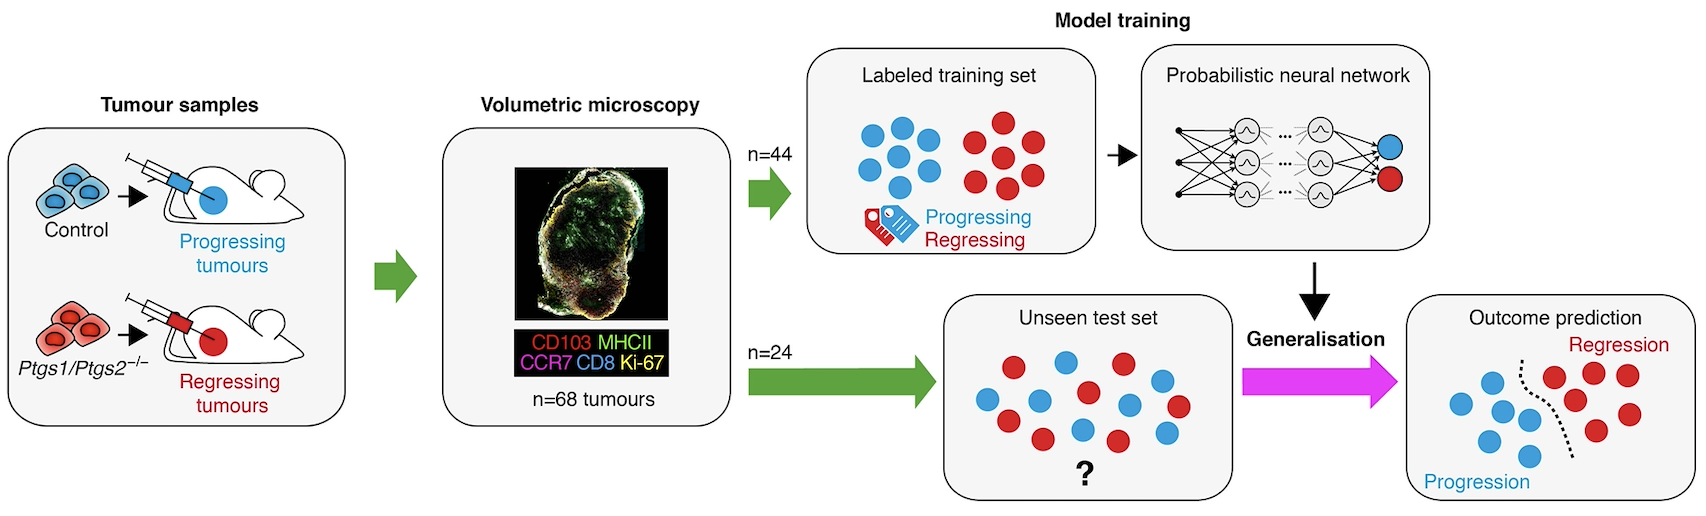 Model training
Tumour samples
Volumetric microscopy
Control
Progressing
tumours
Ptgs1/Ptgs2−/−
Regressing
tumours
CD103 MHCII
CCR7 CD8 Ki-67
n=68 tumours
n=44
Labeled training set
Progressing
Regressing
Probabilistic neural network
...
...
...
n=24
Unseen test set
?
Generalisation
Outcome prediction
Regression
Progression